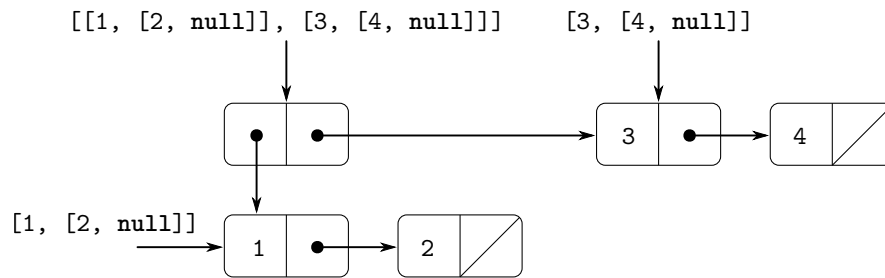 [[1, [2, null]], [3, [4, null]]] [3, [4, null]]
3 4
[1, [2, null]]
1 2